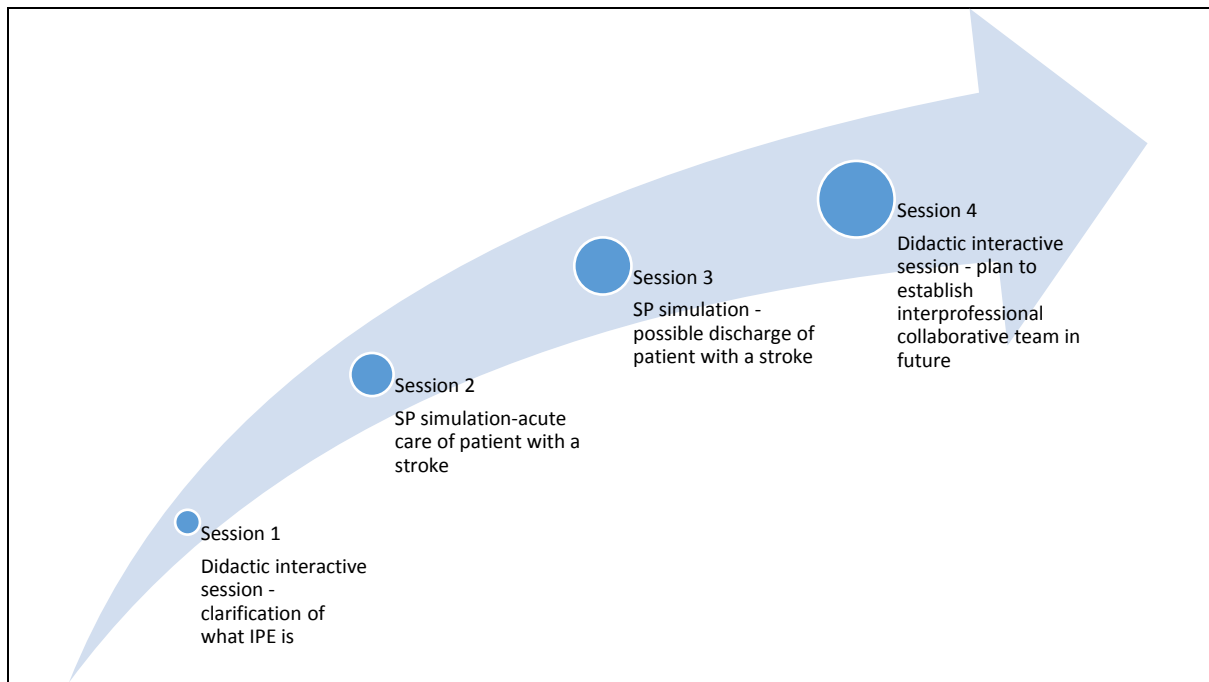 Session 1
Didactic interactive
session -
clarification of
what IPE is
Session 2
SP simulation-acute
care of patient with a
stroke
Session 3
SP simulation -
possible discharge of
patient with a stroke
Session 4
Didactic interactive
session - plan to
establish
interprofessional
collaborative team in
future